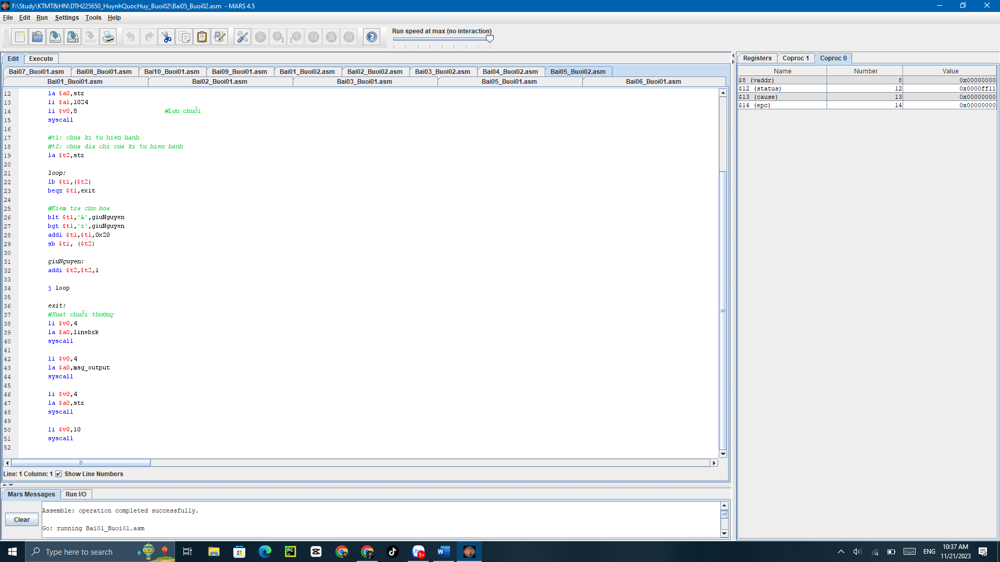 F:\Study\KTMT&HN\DTH225650_HuynhQuocHuy_Buoi02\Bai05_Buoi02.asm - MARS 4.5
File Edit Run Settings Tools Help
Run speed at max (no interaction)
Edit Execute
Bai07_Buoi01.asm Bai08_Buoi01.asm Bai10_Buoi01.asm Bai09_Buoi01.asm Bai01_Buoi02.asm Bai02_Buoi02.asm Bai03_Buoi02.asm Bai04_Buoi02.asm Bai05_Buoi02.asm
Bai01_Buoi01.asm Bai02_Buoi01.asm Bai03_Buoi01.asm Bai05_Buoi01.asm Bai06_Buoi01.asm
12 la $a0,str
13 li $a1,1024
14 li $v0,8 #Lưu chuỗi
15 syscall
16
17 #t1: chua ki tu hien hanh
18 #t2: chua dia chi cua ki tu hien hanh
19 la $t2,str
20
21 loop:
22 lb $t1,($t2)
23 beqz $t1,exit
24
25 #Kiem tra chu hoa
26 blt $t1,'A',giuNguyen
27 bgt $t1,'z',giuNguyen
28 addi $t1,$t1,0x20
29 sb $t1, ($t2)
30
31 giuNguyen:
32 addi $t2,$t2,1
33
34 j loop
35
36 exit:
37 #Xuat chuỗi thường
38 li $v0,4
39 la $a0,linebrk
40 syscall
41
42 li $v0,4
43 la $a0,msg_output
44 syscall
45
46 li $v0,4
47 la $a0,str
48 syscall
49
50 li $v0,10
51 syscall
52
Line: 1 Column: 1 Show Line Numbers
Mars Messages Run I/O
Clear
Assemble: operation completed successfully.
Go: running Bai01_Buoi01.asm
Registers Coproc 1 Coproc 0
Name Number Value
$8 (vaddr) 8 0x00000000
$12 (status) 12 0x0000ff11
$13 (cause) 13 0x00000000
$14 (epc) 14 0x00000000
Type here to search
PC
Zalo
5+
W
ENG
10:37 AM
11/21/2023